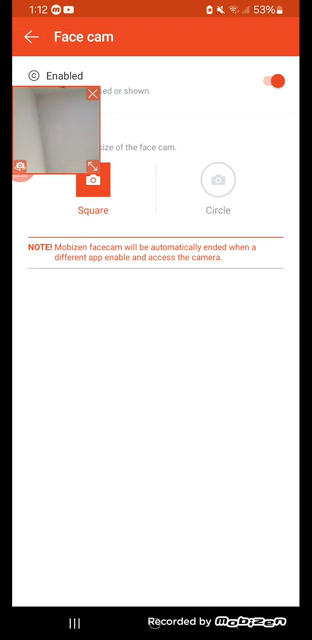 1:12
53%
Face cam
Enabled
sed or shown.
size of the face cam.
Square
Circle
NOTE! Mobizen facecam will be automatically ended when a
different app enable and access the camera.
Recorded by Mobizen